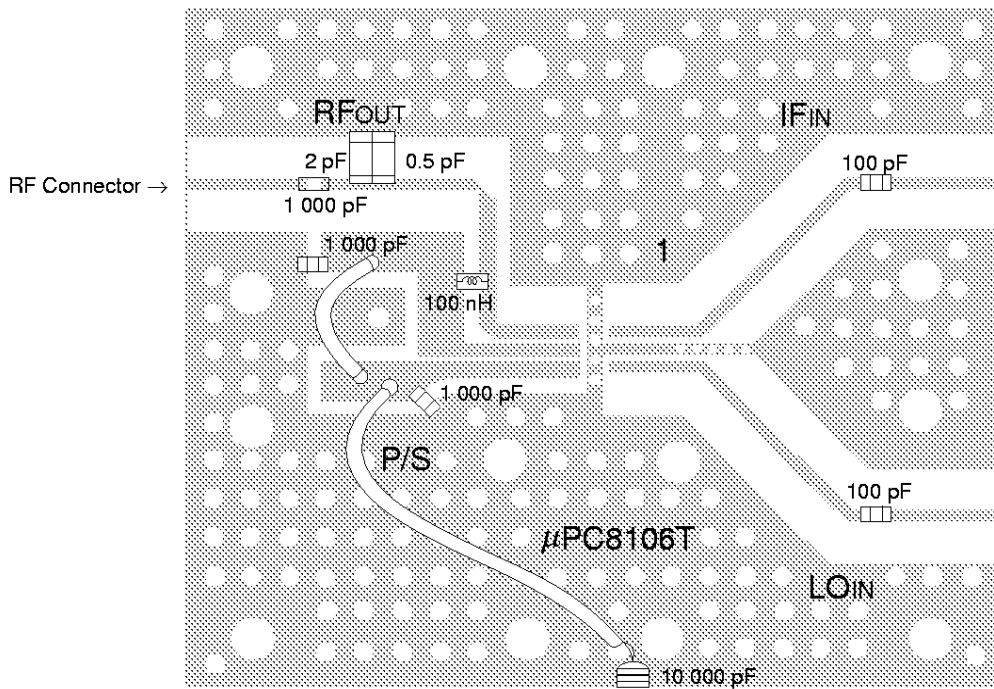 RFOUT
IFIN
2 pF
0.5 pF
100 pF
RF Connector →
1 000 pF
1 000 pF
1
100 nH
1 000 pF
P/S
100 pF
μPC8106T
LOIN
10 000 pF